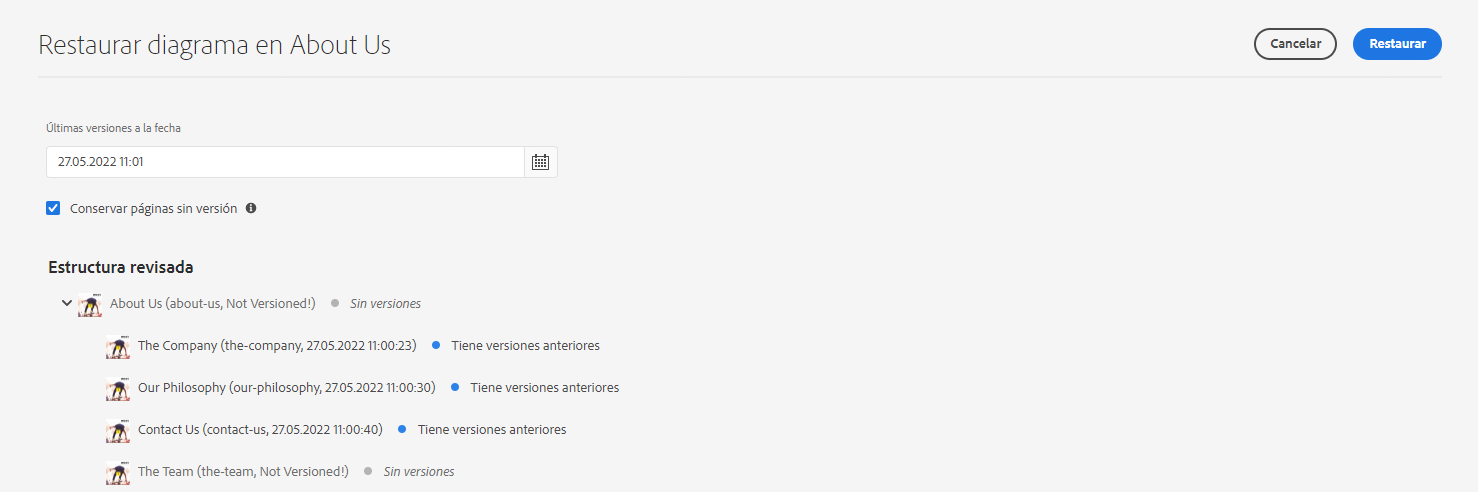 Restaurar diagrama en About Us
Cancelar
Restaurar
Últimas versiones a la fecha
27.05.2022 11:01
Conservar páginas sin versión
Estructura revisada
About Us (about-us, Not Versioned!) Sin versiones
The Company (the-company, 27.05.2022 11:00:23) Tiene versiones anteriores
Our Philosophy (our-philosophy, 27.05.2022 11:00:30) Tiene versiones anteriores
Contact Us (contact-us, 27.05.2022 11:00:40) Tiene versiones anteriores
The Team (the-team, Not Versioned!) Sin versiones